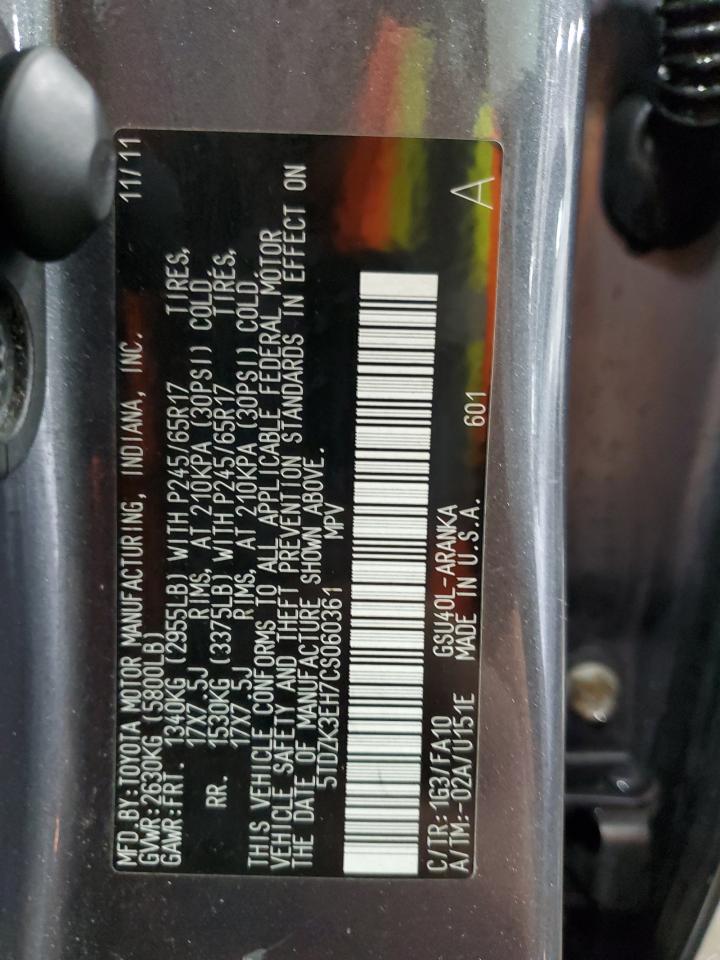 MFD.BY:TOYOTA MOTOR MANUFACTURING, INDIANA, INC. 11/11
GVWR:2630KG (5800LB)
GAWR:FRT. 1340KG (2955LB) WITH P245/65R17 TIRES,
17X7.5J RIMS, AT 210KPA (30PSI) COLD.
RR. 1530KG (3375LB) WITH P245/65R17 TIRES,
17X7.5J RIMS, AT 210KPA (30PSI) COLD.
THIS VEHICLE CONFORMS TO ALL APPLICABLE FEDERAL MOTOR
VEHICLE SAFETY AND THEFT PREVENTION STANDARDS IN EFFECT ON
THE DATE OF MANUFACTURE SHOWN ABOVE.
5TDZK3EH7CS060361 MPV
C/TR:1G3/FA10 GSU40L-ARANKA
A/TM:-02A/U151E MADE IN U.S.A. 601 A